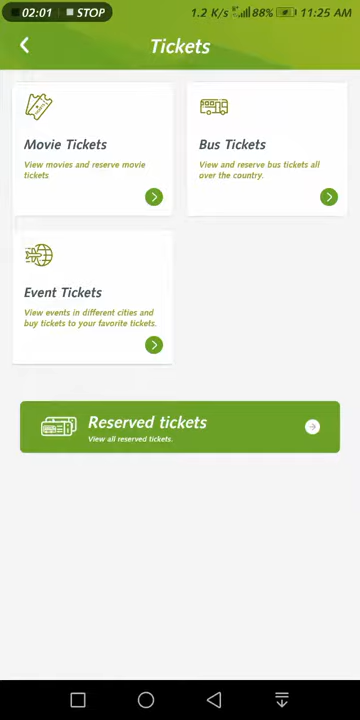 02:01 STOP 1.2 K/s 88% 11:25 AM
Tickets
Movie Tickets
View movies and reserve movie
tickets
Bus Tickets
View and reserve bus tickets all
over the country.
Event Tickets
View events in different cities and
buy tickets to your favorite tickets.
Reserved tickets
View all reserved tickets.